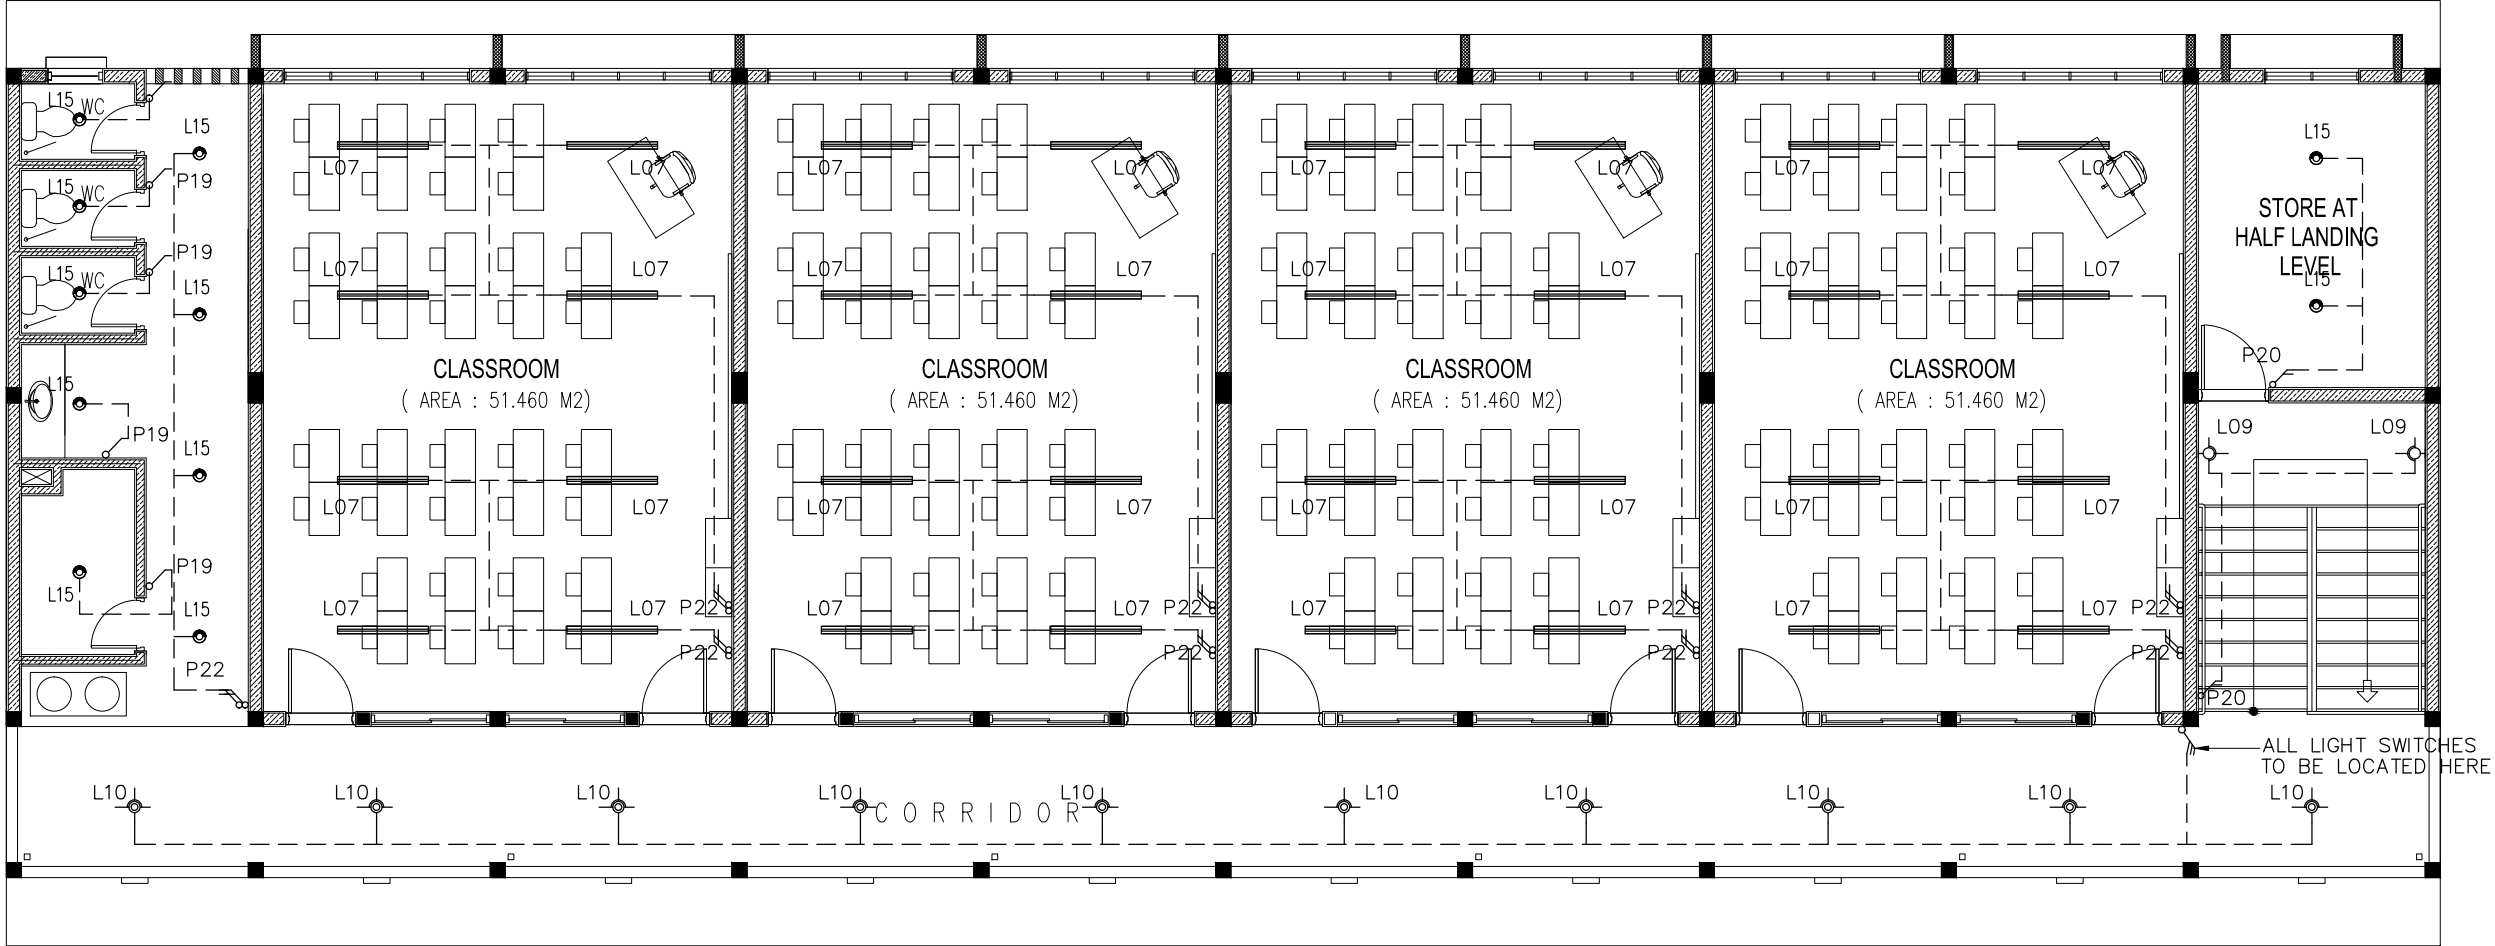 L15
WC
L15
P19
L15
WC
P19
L15
WC
L15
L15
P19
L15
P19
L15
L15
P22
L07
L07
L07
L07
CLASSROOM
( AREA : 51.460 M2)
L07
L07
L07
L07
P22
P22
L07
L07
L07
L07
CLASSROOM
( AREA : 51.460 M2)
L07
L07
L07
L07
P22
P22
L07
L07
L07
L07
CLASSROOM
( AREA : 51.460 M2)
L07
L07
L07
L07
P22
P22
L07
L07
L07
L07
CLASSROOM
( AREA : 51.460 M2)
L07
L07
L07
L07
P22
P22
L15
STORE AT
HALF LANDING
LEVEL
L15
P20
L09
L09
P20
ALL LIGHT SWITCHES
TO BE LOCATED HERE
L10
L10
L10
L10
L10
L10
L10
L10
L10
L10
CORRIDOR